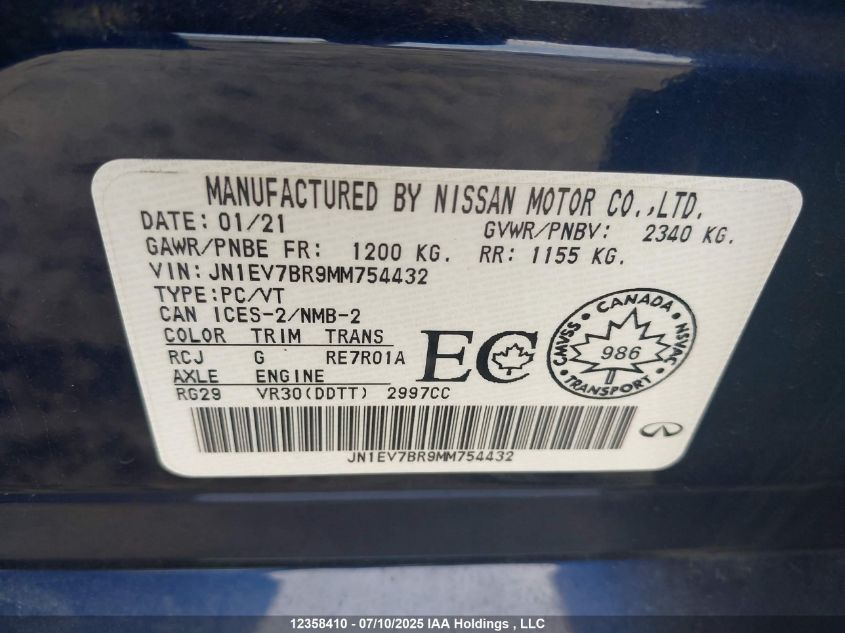 MANUFACTURED BY NISSAN MOTOR CO.,LTD.
DATE: 01/21 GVWR/PNBV: 2340 KG.
GAWR/PNBE FR: 1200 KG. RR: 1155 KG.
VIN: JN1EV7BR9MM754432
TYPE:PC/VT
CAN ICES-2/NMB-2
COLOR TRIM TRANS
RCJ G RE7R01A
AXLE ENGINE
RG29 VR30(DDTT) 2997CC
EC
CANADA
CMVSS 986 NSVAC
TRANSPORT
JN1EV7BR9MM754432
12358410 - 07/10/2025 IAA Holdings , LLC